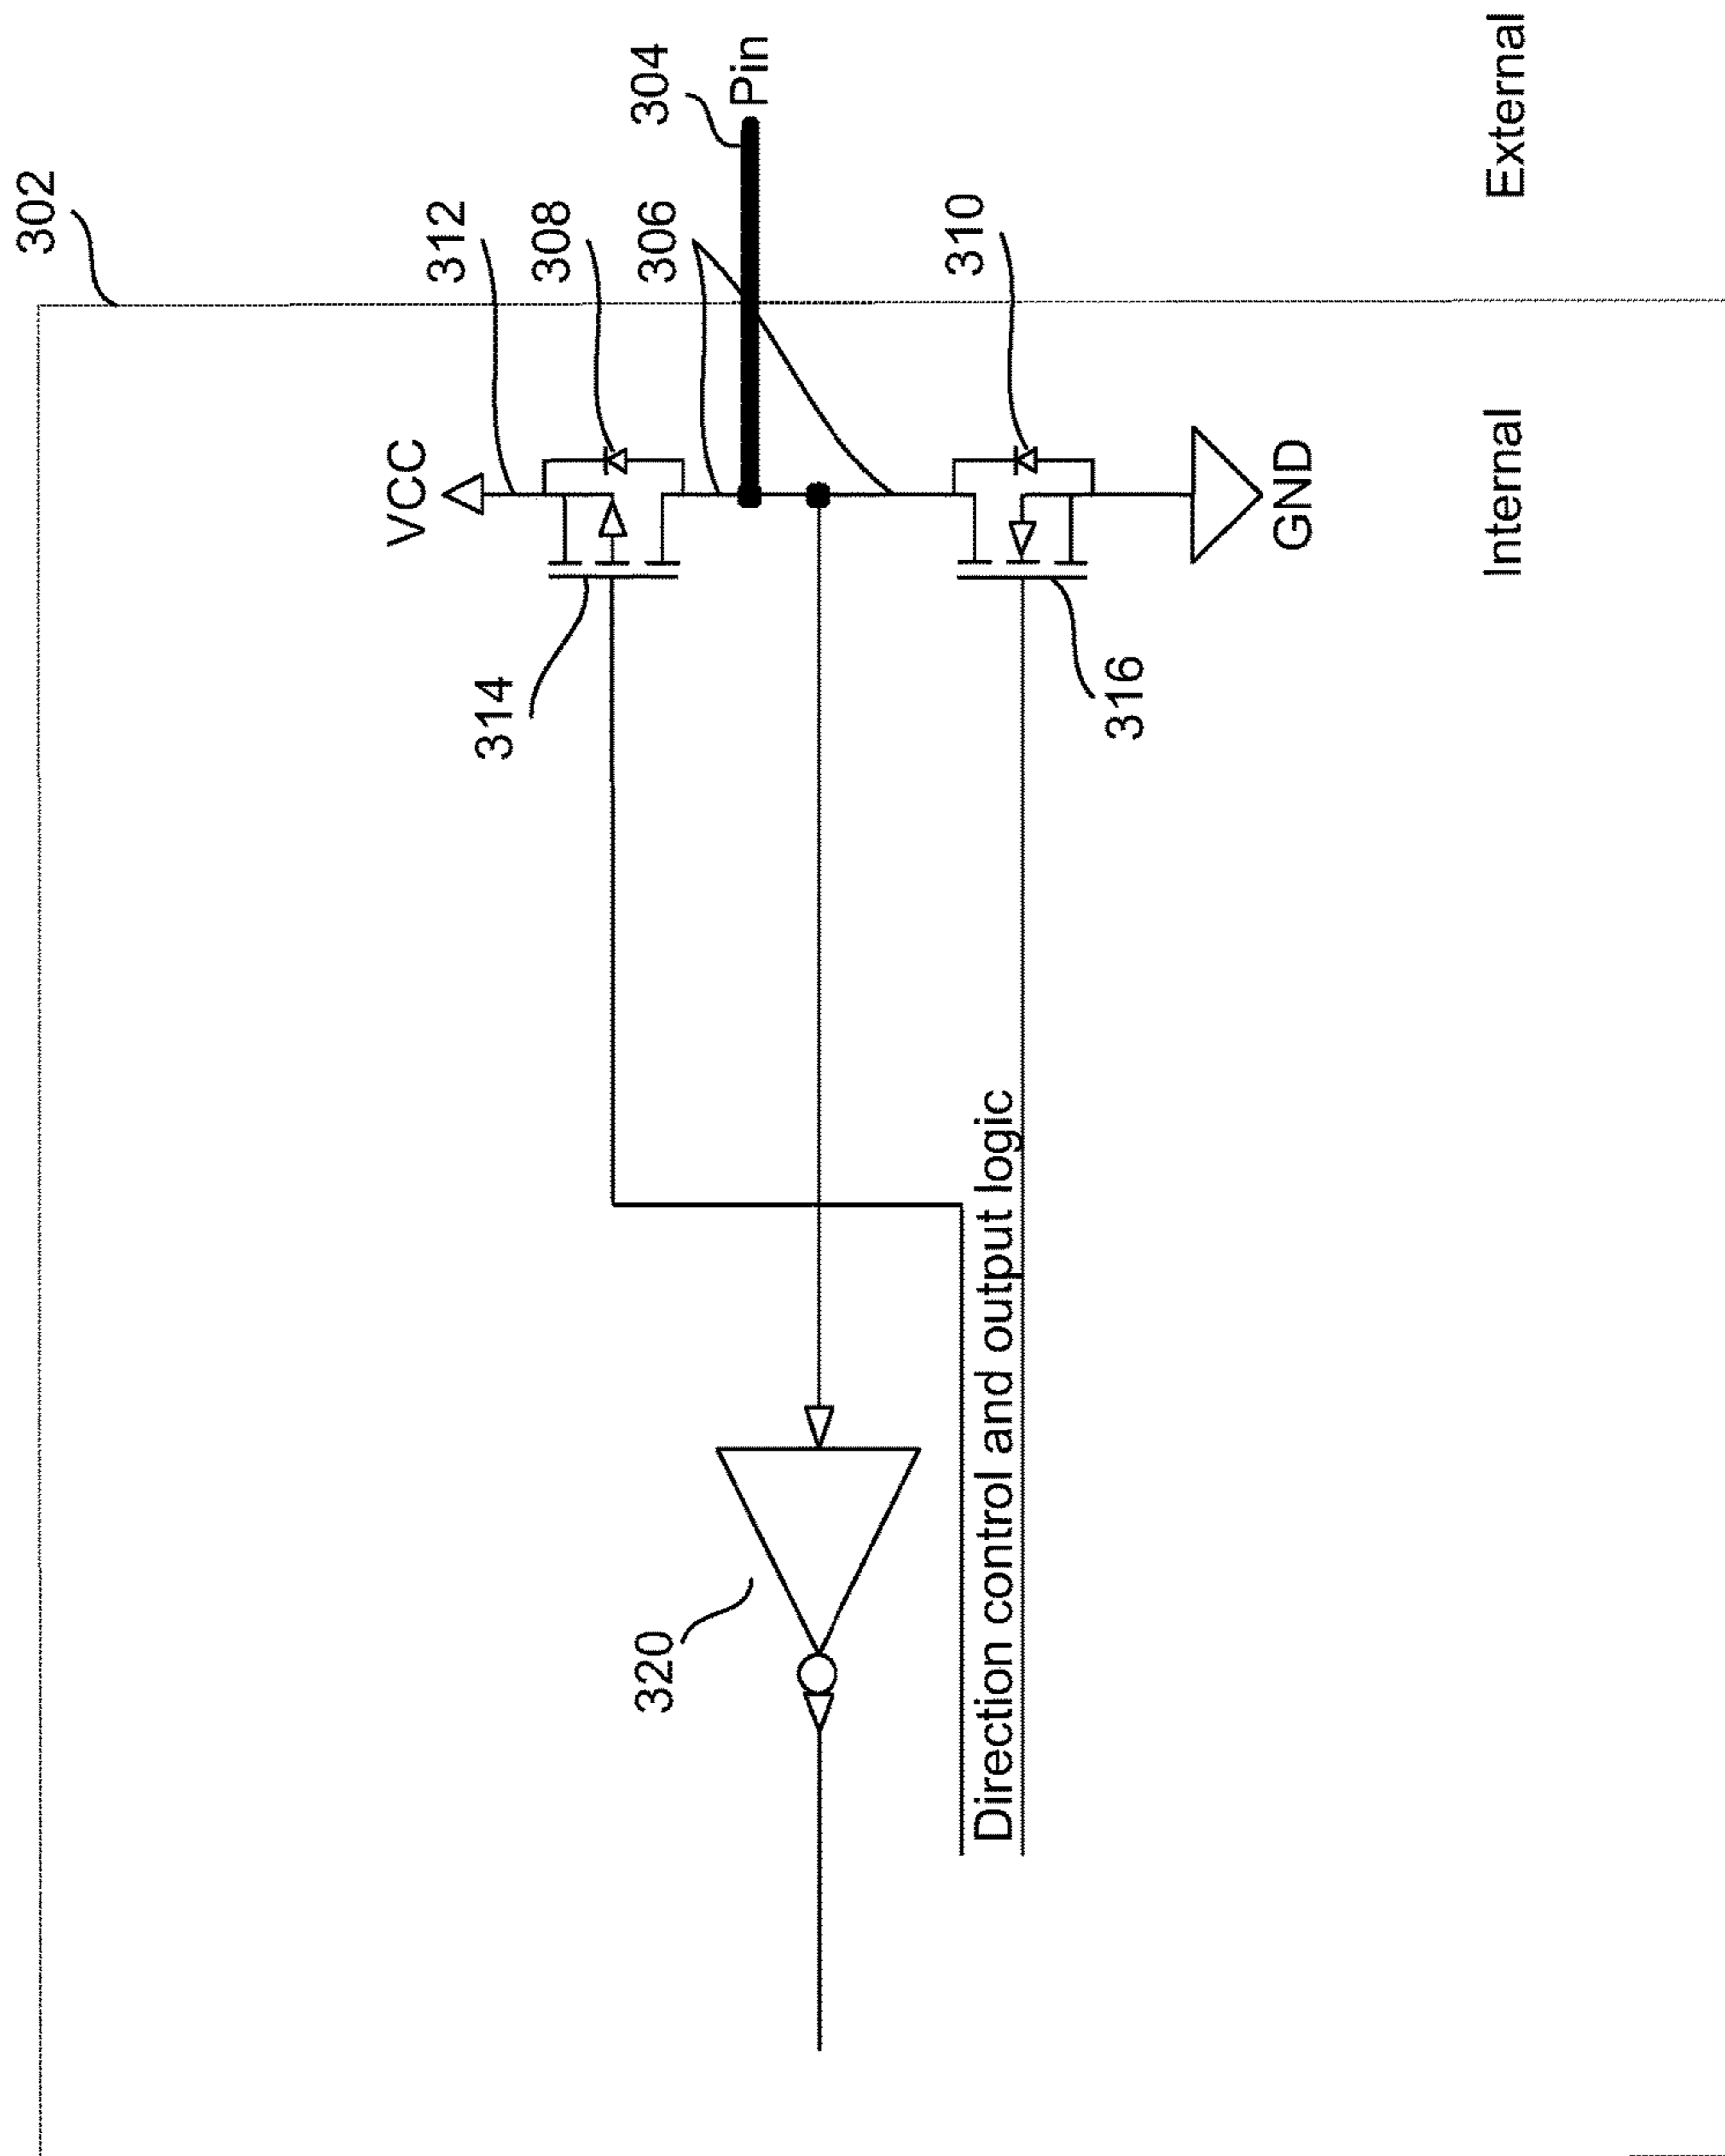 302
304
Pin
312
308
306
310
VCC
314
316
GND
Internal
External
320
Direction control and output logic